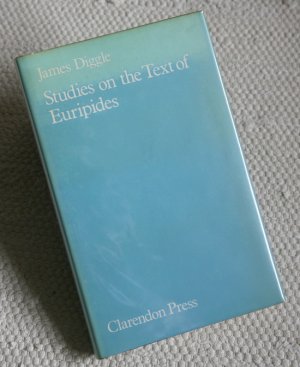 James Diggle
Studies on the Text of
Euripides
Clarendon Press